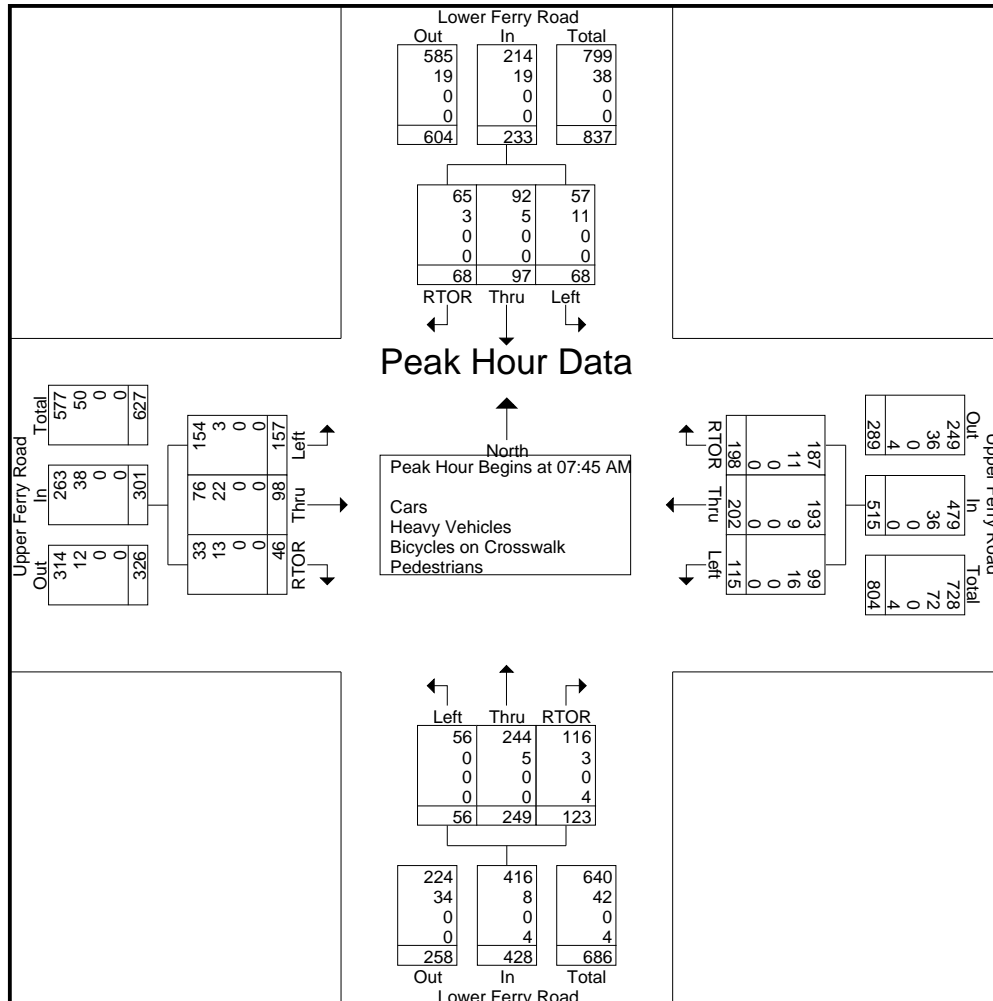 Lower Ferry Road
Out In Total
585 214 799
19 19 38
0 0 0
0 0 0
604 233 837
65 92 57
3 5 11
0 0 0
0 0 0
68 97 68
RTOR Thru Left
Peak Hour Data
North
Peak Hour Begins at 07:45 AM
Cars
Heavy Vehicles
Bicycles on Crosswalk
Pedestrians
Upper Ferry Road
Out In Total
314 263 577
12 38 50
0 0 0
0 0 0
326 301 627
33 76 154
13 22 3
0 0 0
0 0 0
46 98 157
RTOR Thru Left
Upper Ferry Road
Out In Total
249 479 728
36 36 72
0 0 0
4 0 4
289 515 804
187 193 99
11 9 16
0 0 0
0 0 0
198 202 115
RTOR Thru Left
Left Thru RTOR
56 244 116
0 5 3
0 0 0
0 0 4
56 249 123
224 416 640
34 8 42
0 0 0
0 4 4
258 428 686
Out In Total
Lower Ferry Road